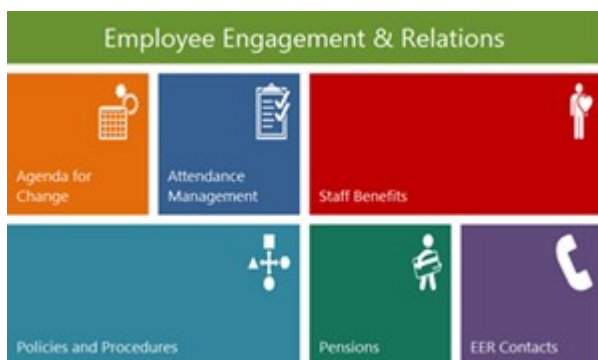 Employee Engagement & Relations
Agenda for
Change
Attendance
Management
Staff Benefits
Policies and Procedures
Pensions
EER Contacts